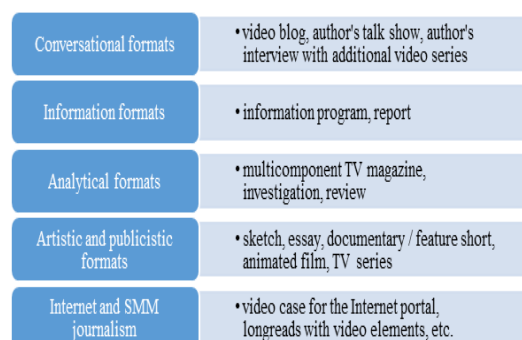 Conversational formats
• video blog, author's talk show, author's
interview with additional video series
Information formats
• information program, report
Analytical formats
• multicomponent TV magazine,
investigation, review
Artistic and publicistic
formats
• sketch, essay, documentary / feature short,
animated film, TV series
Internet and SMM
journalism
• video case for the Internet portal,
longreads with video elements, etc.